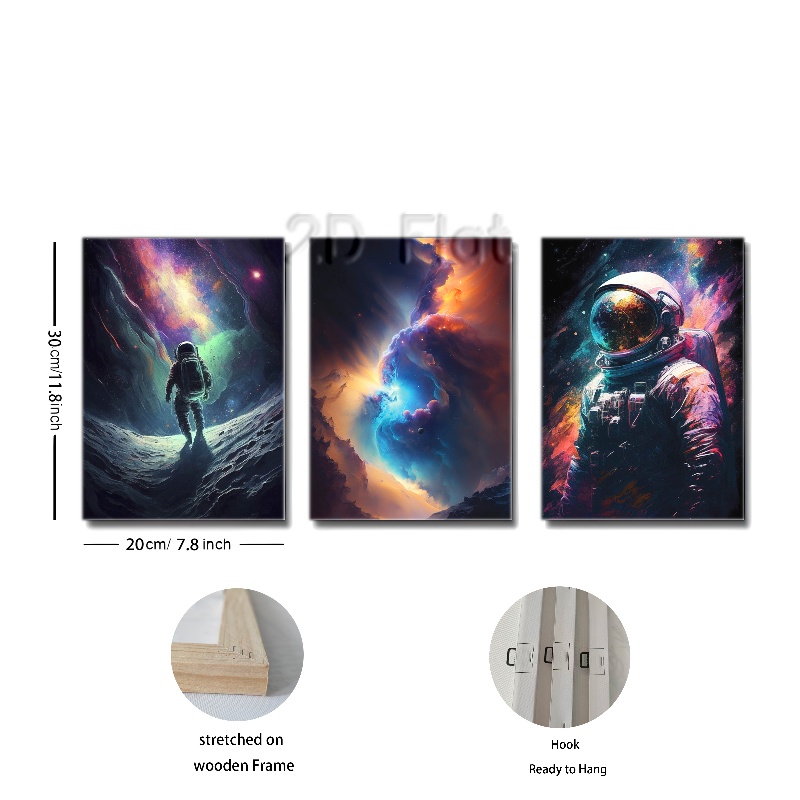 2D Flat
30cm/11.8inch
20cm/ 7.8 inch
stretched on
wooden Frame
Hook
Ready to Hang